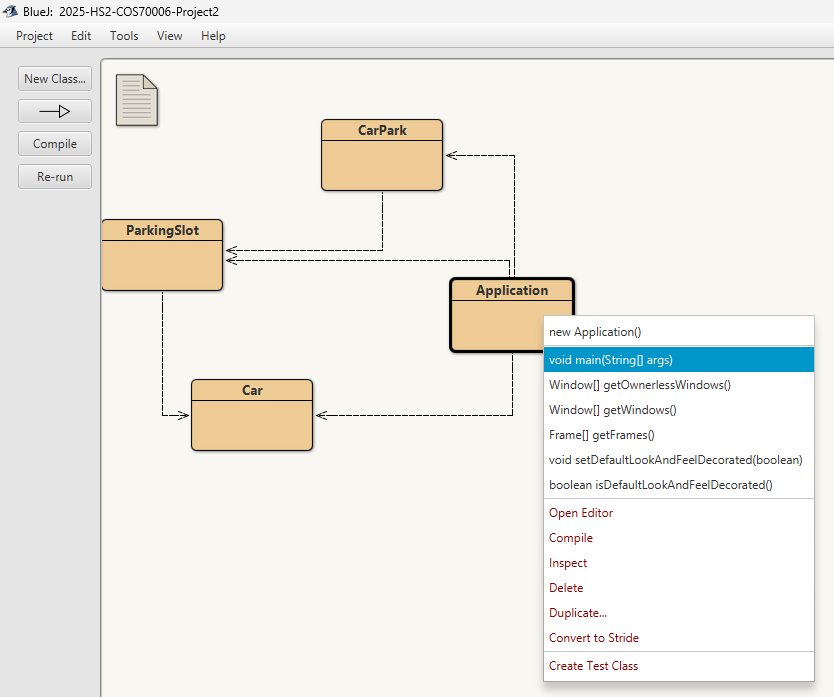 BlueJ: 2025-HS2-COS70006-Project2
Project Edit Tools View Help
New Class...
Compile
Re-run
CarPark
ParkingSlot
Application
Car
new Application()
void main(String[] args)
Window[] getOwnerlessWindows()
Window[] getWindows()
Frame[] getFrames()
void setDefaultLookAndFeelDecorated(boolean)
boolean isDefaultLookAndFeelDecorated()
Open Editor
Compile
Inspect
Delete
Duplicate...
Convert to Stride
Create Test Class